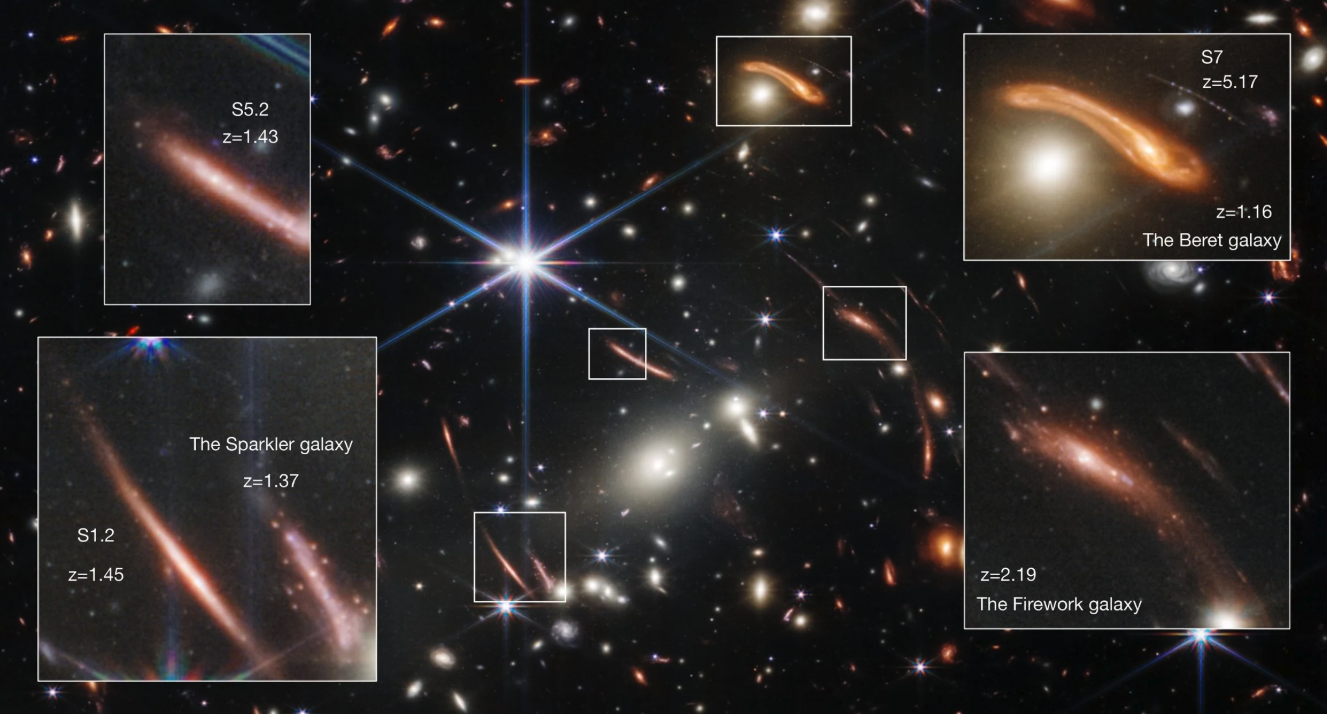 S5.2
z=1.43
S7
z=5.17
z=1.16
The Beret galaxy
The Sparkler galaxy
z=1.37
S1.2
z=1.45
z=2.19
The Firework galaxy